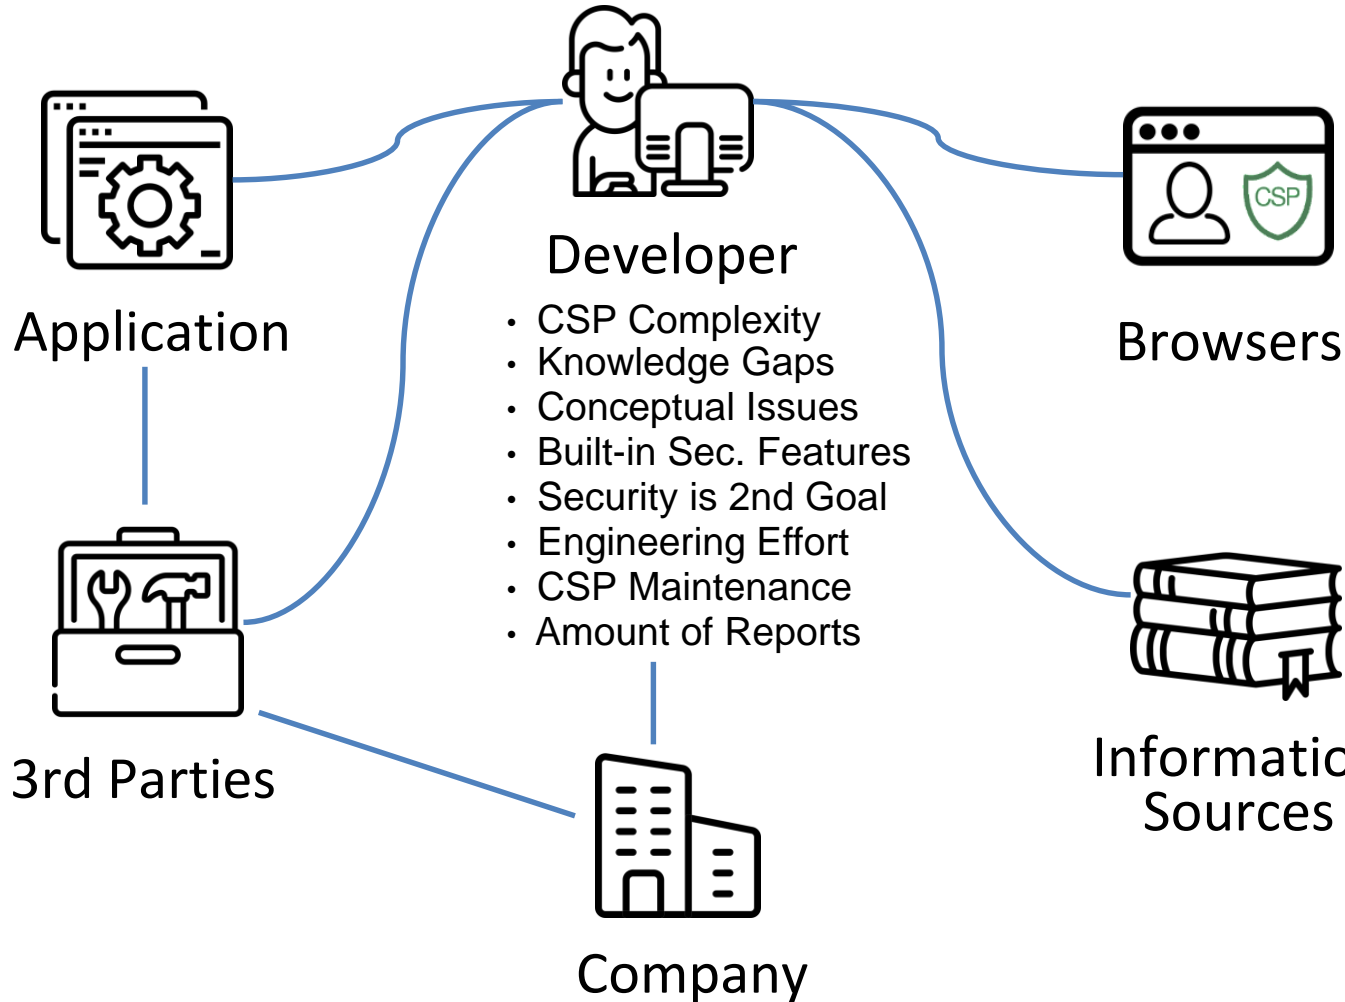 CSP
Developer
Application
Browsers
· CSP Complexity
· Knowledge Gaps
· Conceptual Issues
· Built-in Sec. Features
· Security is 2nd Goal
· Engineering Effort
· CSP Maintenance
· Amount of Reports
3rd Parties
Informatio
Sources
Company